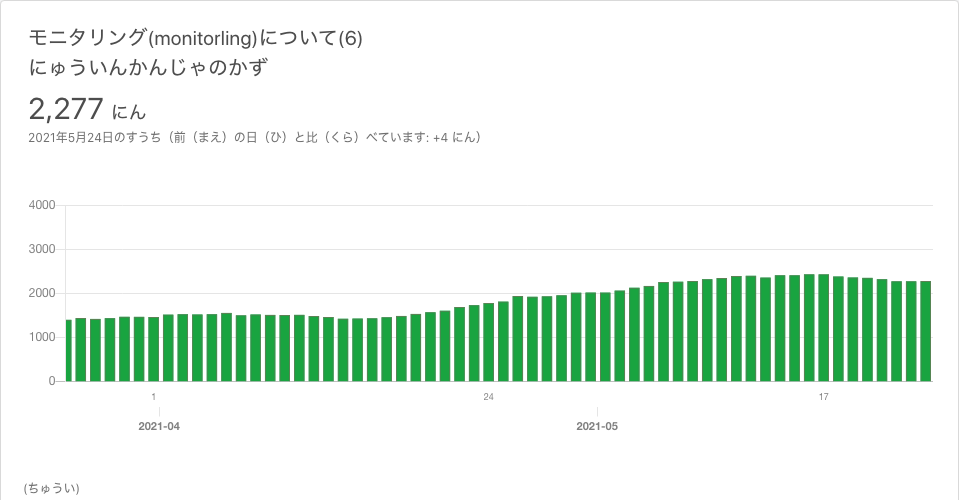 モニタリング(monitorling)について(6)
にゅういんかんじゃのかず
2,277 にん
2021年5月24日のすうち（前（まえ）の日（ひ）と比（くら）べています: +4 にん）
4000
3000
2000
1000
0
1 24 17
2021-04 2021-05
(ちゅうい)